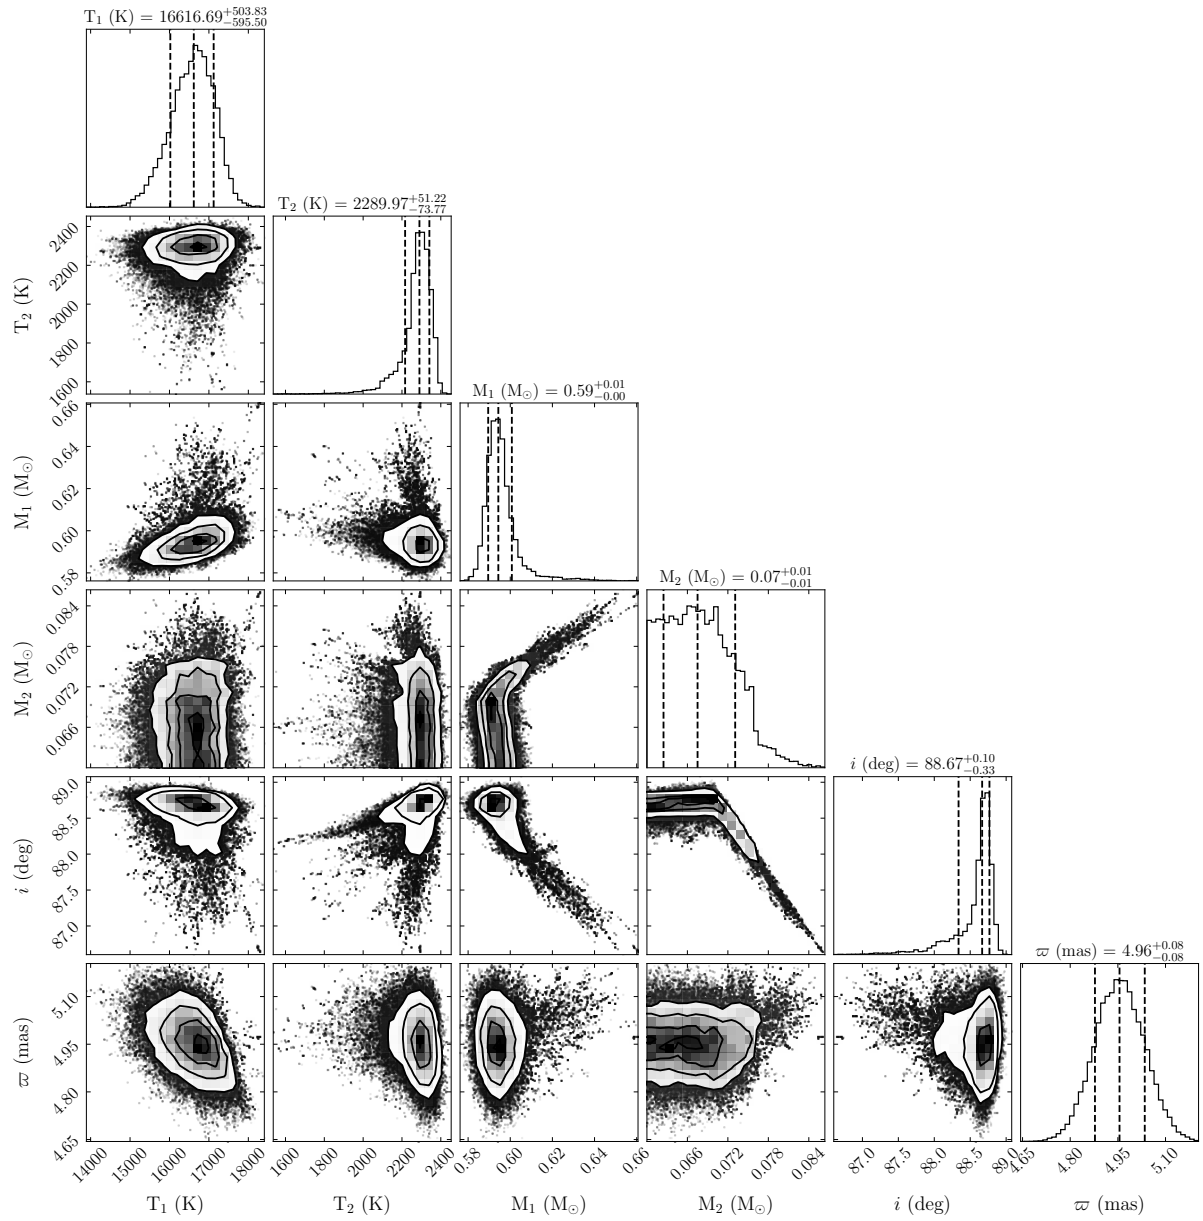 T₁ (K) = 16616.69 +503.83 −595.50
T₂ (K) = 2289.97 +51.22 −73.77
2400
2200
2000
1800
1600
T₂ (K)
M₁ (M⊙) = 0.59 +0.01 −0.00
0.66
0.64
0.62
0.60
0.58
M₁ (M⊙)
M₂ (M⊙) = 0.07 +0.01 −0.01
0.084
0.078
0.072
0.066
M₂ (M⊙)
i (deg) = 88.67 +0.10 −0.33
89.0
88.5
88.0
87.5
87.0
i (deg)
ϖ (mas) = 4.96 +0.08 −0.08
5.10
4.95
4.80
4.65
ϖ (mas)
14000 15000 16000 17000 18000 1600 1800 2000 2200 2400 0.58 0.60 0.62 0.64 0.66 0.066 0.072 0.078 0.084 87.0 87.5 88.0 88.5 89.0 4.65 4.80 4.95 5.10
T₁ (K) T₂ (K) M₁ (M⊙) M₂ (M⊙) i (deg) ϖ (mas)